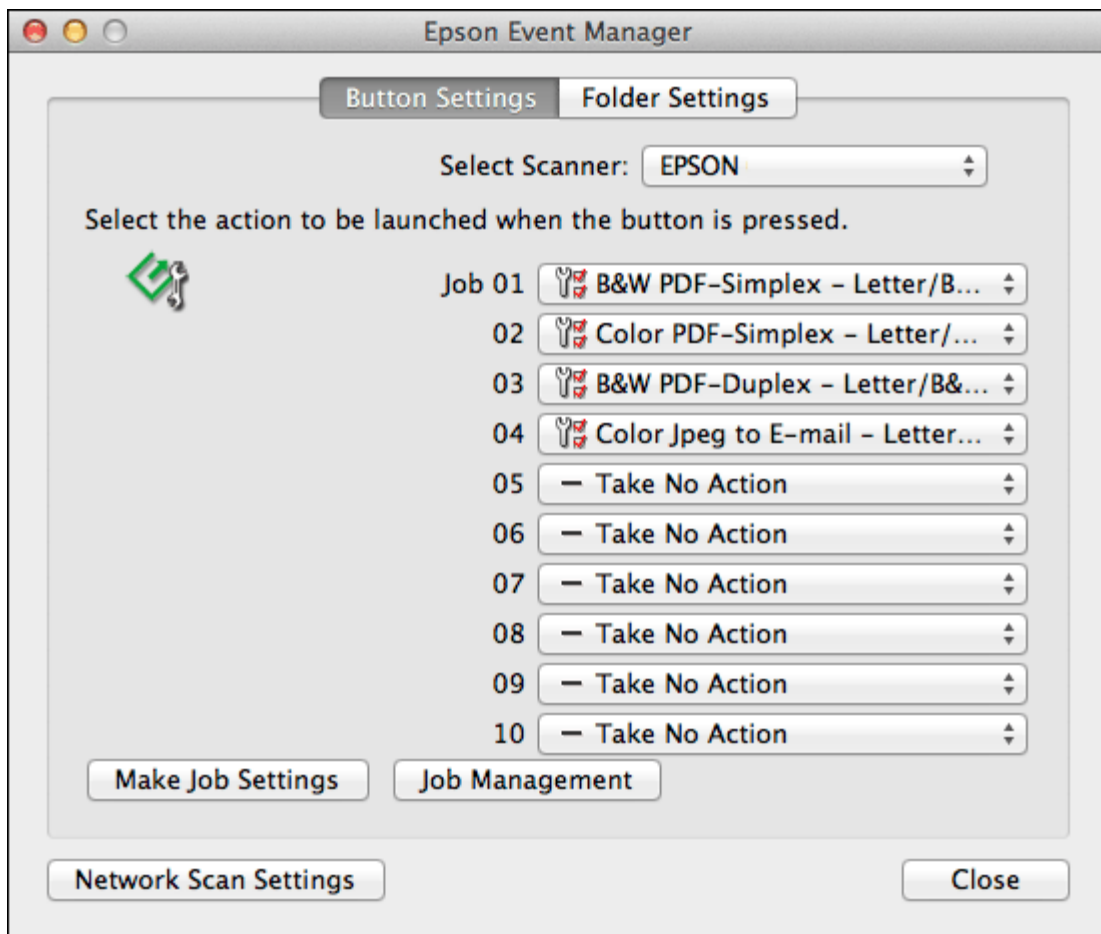 Epson Event Manager
Button Settings Folder Settings
Select Scanner: EPSON
Select the action to be launched when the button is pressed.
Job 01 B&W PDF-Simplex - Letter/B...
02 Color PDF-Simplex - Letter/...
03 B&W PDF-Duplex - Letter/B&...
04 Color Jpeg to E-mail - Letter...
05 — Take No Action
06 — Take No Action
07 — Take No Action
08 — Take No Action
09 — Take No Action
10 — Take No Action
Make Job Settings Job Management
Network Scan Settings Close